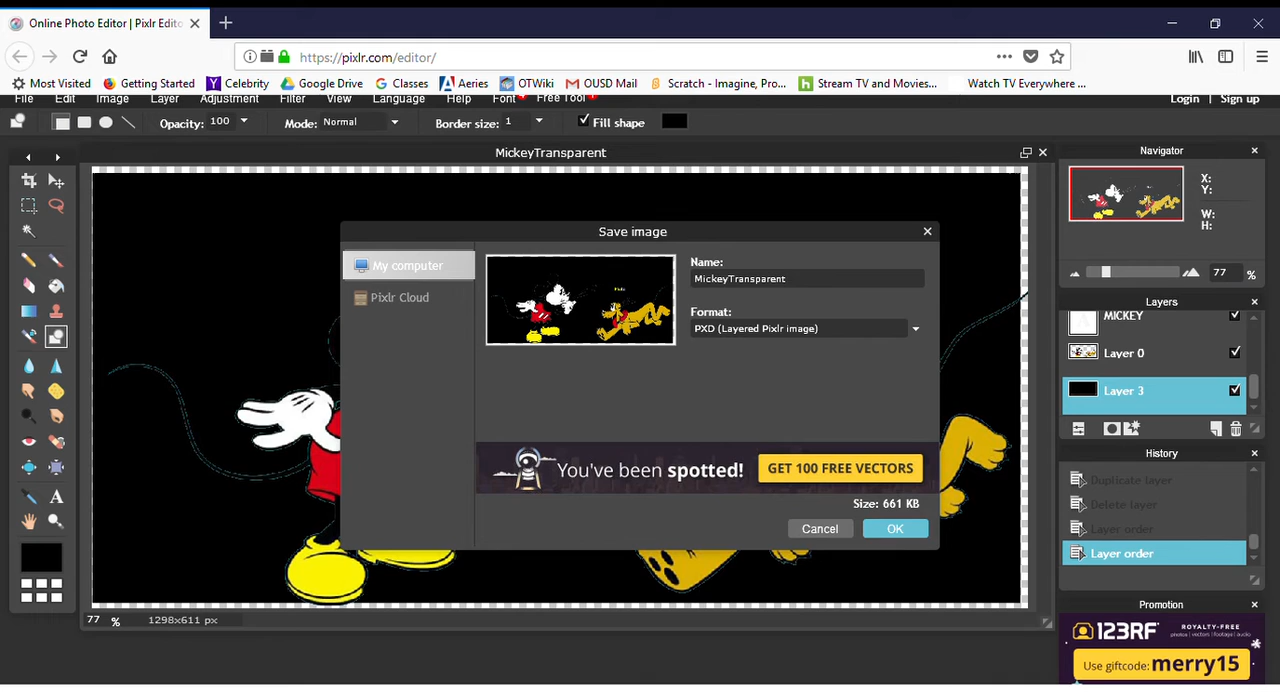 Online Photo Editor | Pixlr Edito
https://pixlr.com/editor/
Most Visited Getting Started Celebrity Google Drive Classes Aeries OTWiki OUSD Mail Scratch - Imagine, Pro... Stream TV and Movies... Watch TV Everywhere ...
File Edit Image Layer Adjustment Filter View Language Help Font Free Tool Login | Sign up
Opacity: 100 Mode: Normal Border size: 1 Fill shape
MickeyTransparent
Navigator
X:
Y:
W:
H:
77 %
Save image
My computer
Pixlr Cloud
Name:
MickeyTransparent
Format:
PXD (Layered Pixlr image)
You've been spotted! GET 100 FREE VECTORS
Size: 661 KB
Cancel OK
Layers
MICKEY
Layer 0
Layer 3
History
Duplicate layer
Delete layer
Layer order
Layer order
A
77 % 1298x611 px
Promotion
123RF ROYALTY-FREE
photos | vectors | footage | audio
Use giftcode: merry15